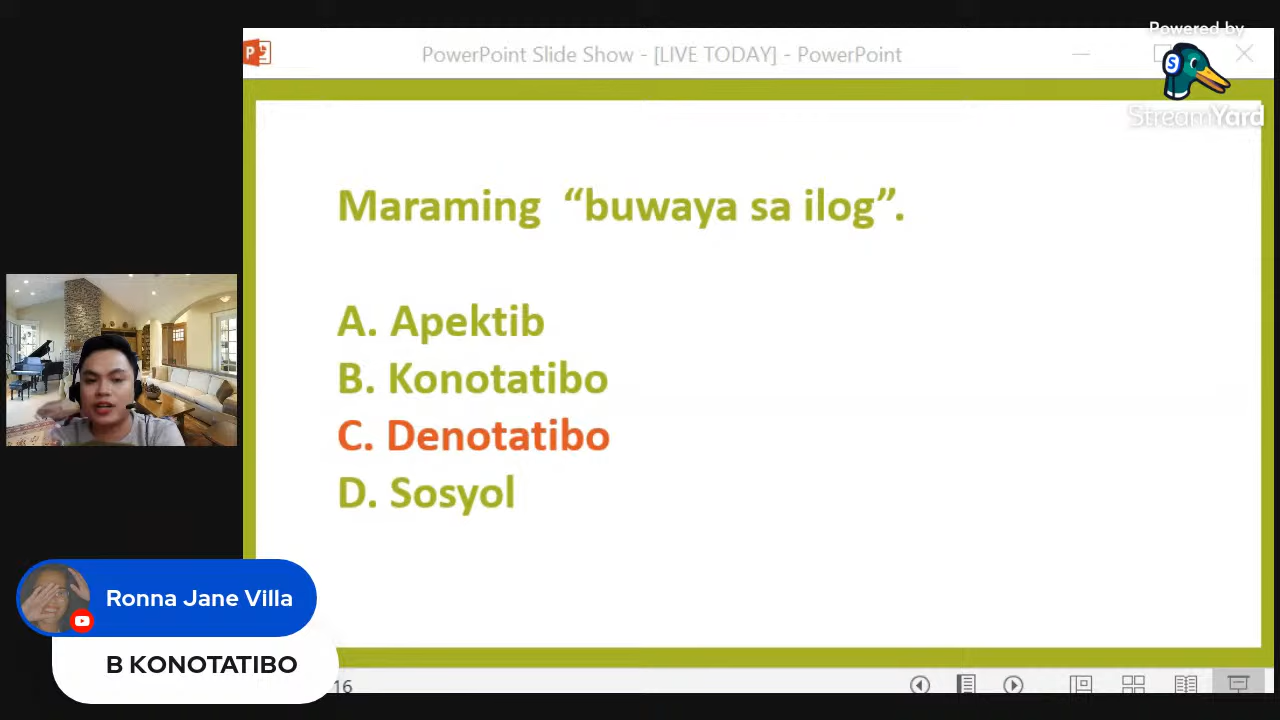 Powered by
StreamYard
PowerPoint Slide Show - [LIVE TODAY] - PowerPoint
Maraming “buwaya sa ilog”.
A. Apektib
B. Konotatibo
C. Denotatibo
D. Sosyol
Ronna Jane Villa
B KONOTATIBO
16